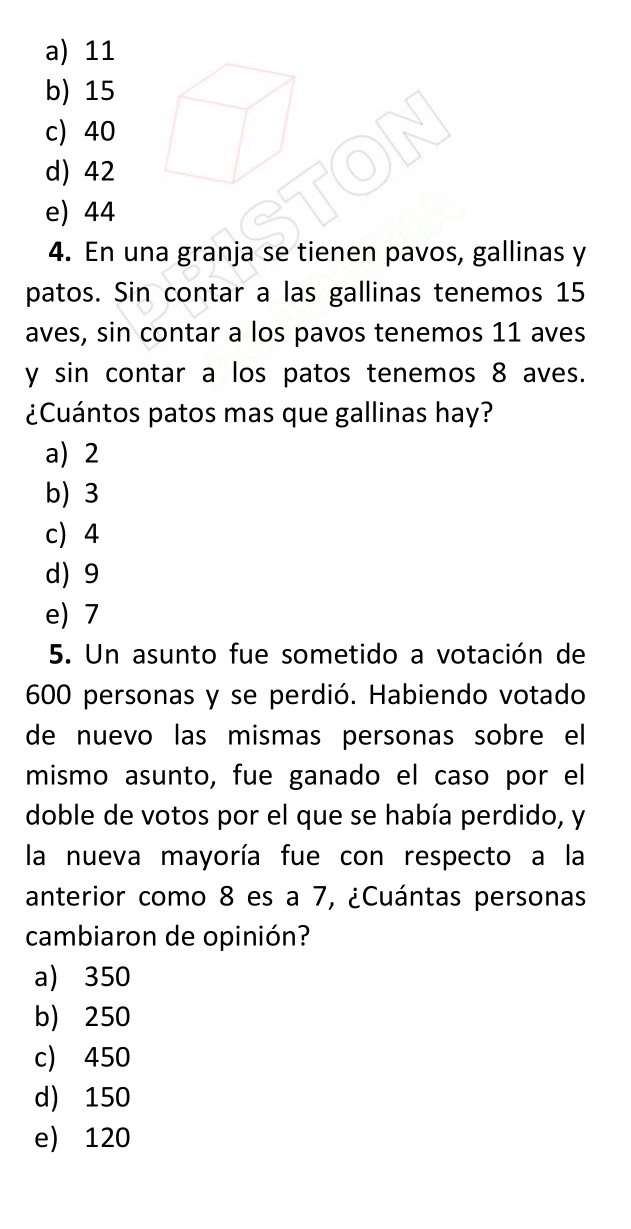 a) 11
b) 15
c) 40
d) 42
e) 44
PRISTON
4. En una granja se tienen pavos, gallinas y
patos. Sin contar a las gallinas tenemos 15
aves, sin contar a los pavos tenemos 11 aves
y sin contar a los patos tenemos 8 aves.
¿Cuántos patos mas que gallinas hay?
a) 2
b) 3
c) 4
d) 9
e) 7
5. Un asunto fue sometido a votación de
600 personas y se perdió. Habiendo votado
de nuevo las mismas personas sobre el
mismo asunto, fue ganado el caso por el
doble de votos por el que se había perdido, y
la nueva mayoría fue con respecto a la
anterior como 8 es a 7, ¿Cuántas personas
cambiaron de opinión?
a) 350
b) 250
c) 450
d) 150
e) 120